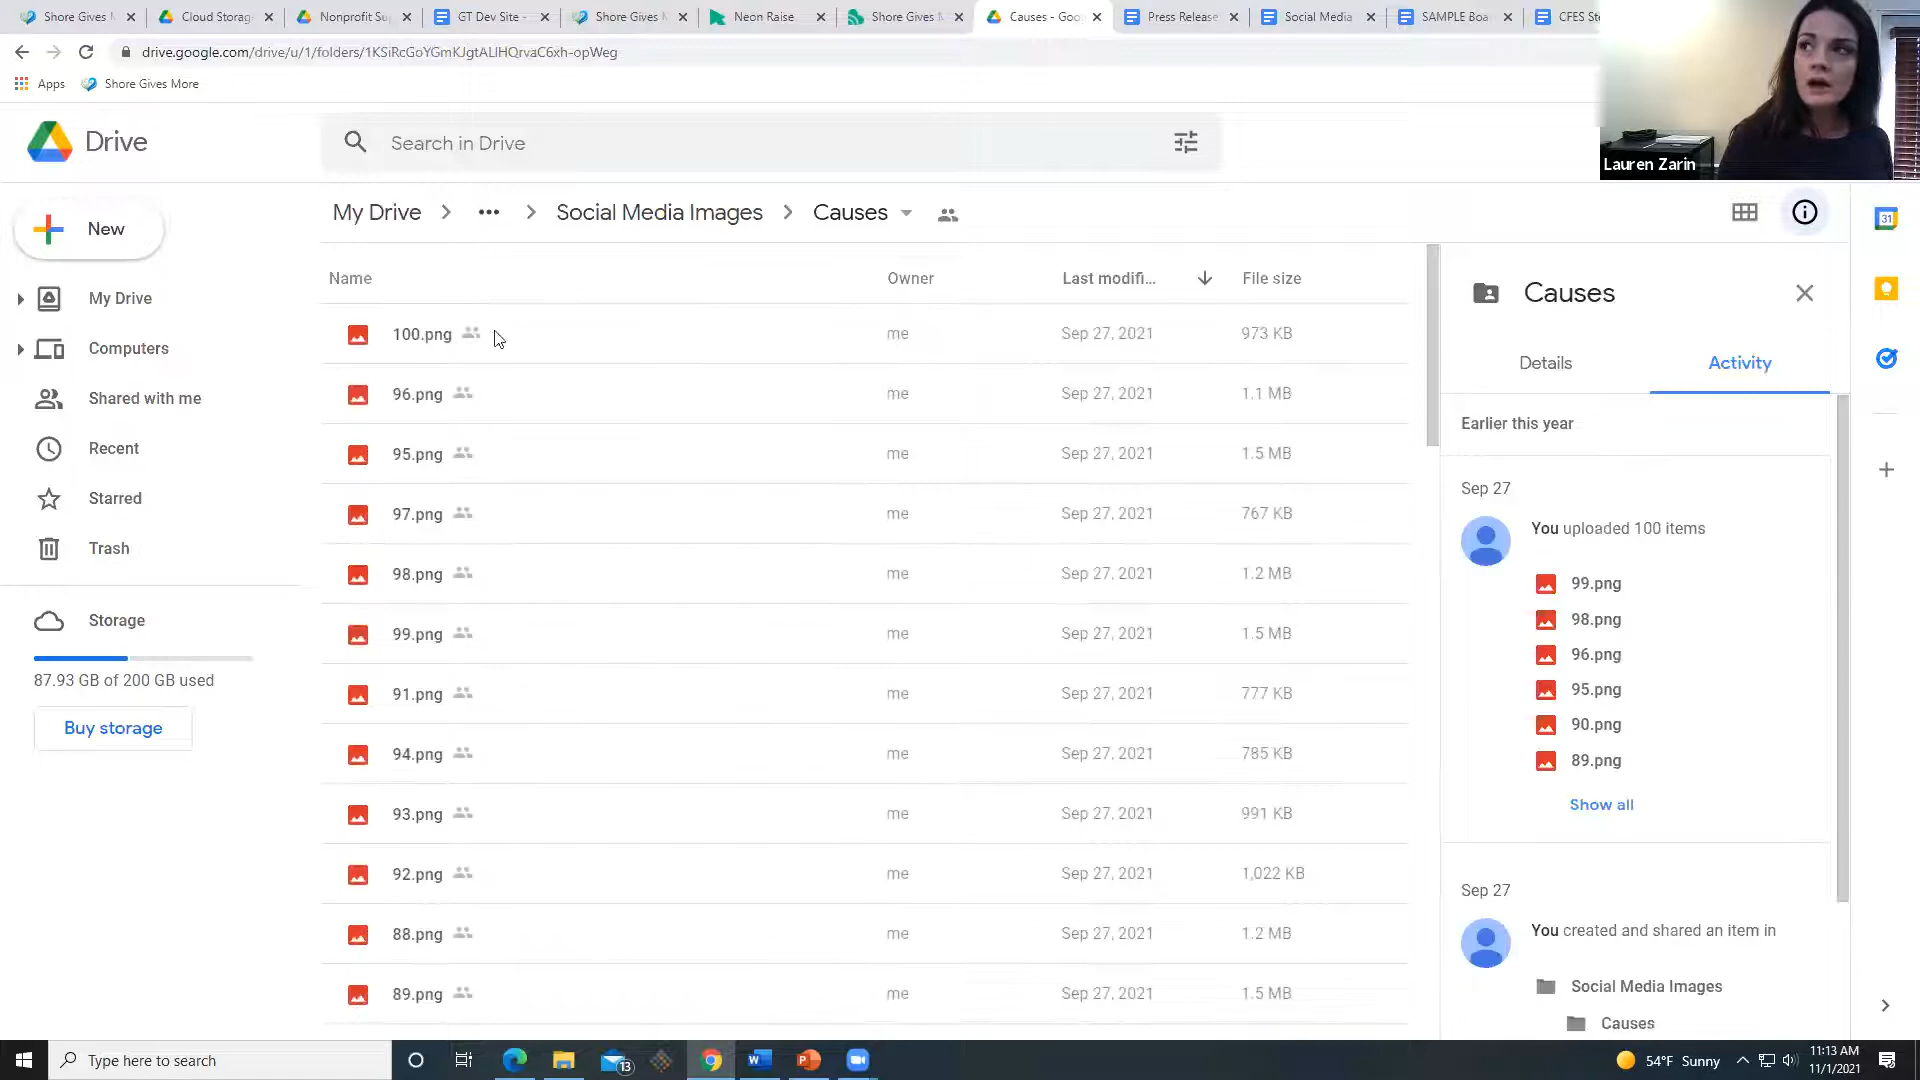 Shore Gives M
Cloud Storag
Nonprofit Su
GT Dev Site -
Shore Gives M
Neon Raise
Shore Gives M
Causes - Goo
Press Release
Social Media
SAMPLE Boa
CFES St
drive.google.com/drive/u/1/folders/1KSiRcGoYGmKJgtALlHQrvaC6xh-opWeg
Apps
Shore Gives More
Lauren Zarin
Drive
Search in Drive
New
My Drive
Computers
Shared with me
Recent
Starred
Trash
Storage
87.93 GB of 200 GB used
Buy storage
My Drive > ••• > Social Media Images > Causes
Name Owner Last modifi... File size
100.png me Sep 27, 2021 973 KB
96.png me Sep 27, 2021 1.1 MB
95.png me Sep 27, 2021 1.5 MB
97.png me Sep 27, 2021 767 KB
98.png me Sep 27, 2021 1.2 MB
99.png me Sep 27, 2021 1.5 MB
91.png me Sep 27, 2021 777 KB
94.png me Sep 27, 2021 785 KB
93.png me Sep 27, 2021 991 KB
92.png me Sep 27, 2021 1,022 KB
88.png me Sep 27, 2021 1.2 MB
89.png me Sep 27, 2021 1.5 MB
Causes
Details Activity
Earlier this year
Sep 27
You uploaded 100 items
99.png
98.png
96.png
95.png
90.png
89.png
Show all
Sep 27
You created and shared an item in
Social Media Images
Causes
31
Type here to search
13
54°F Sunny
11:13 AM
11/1/2021